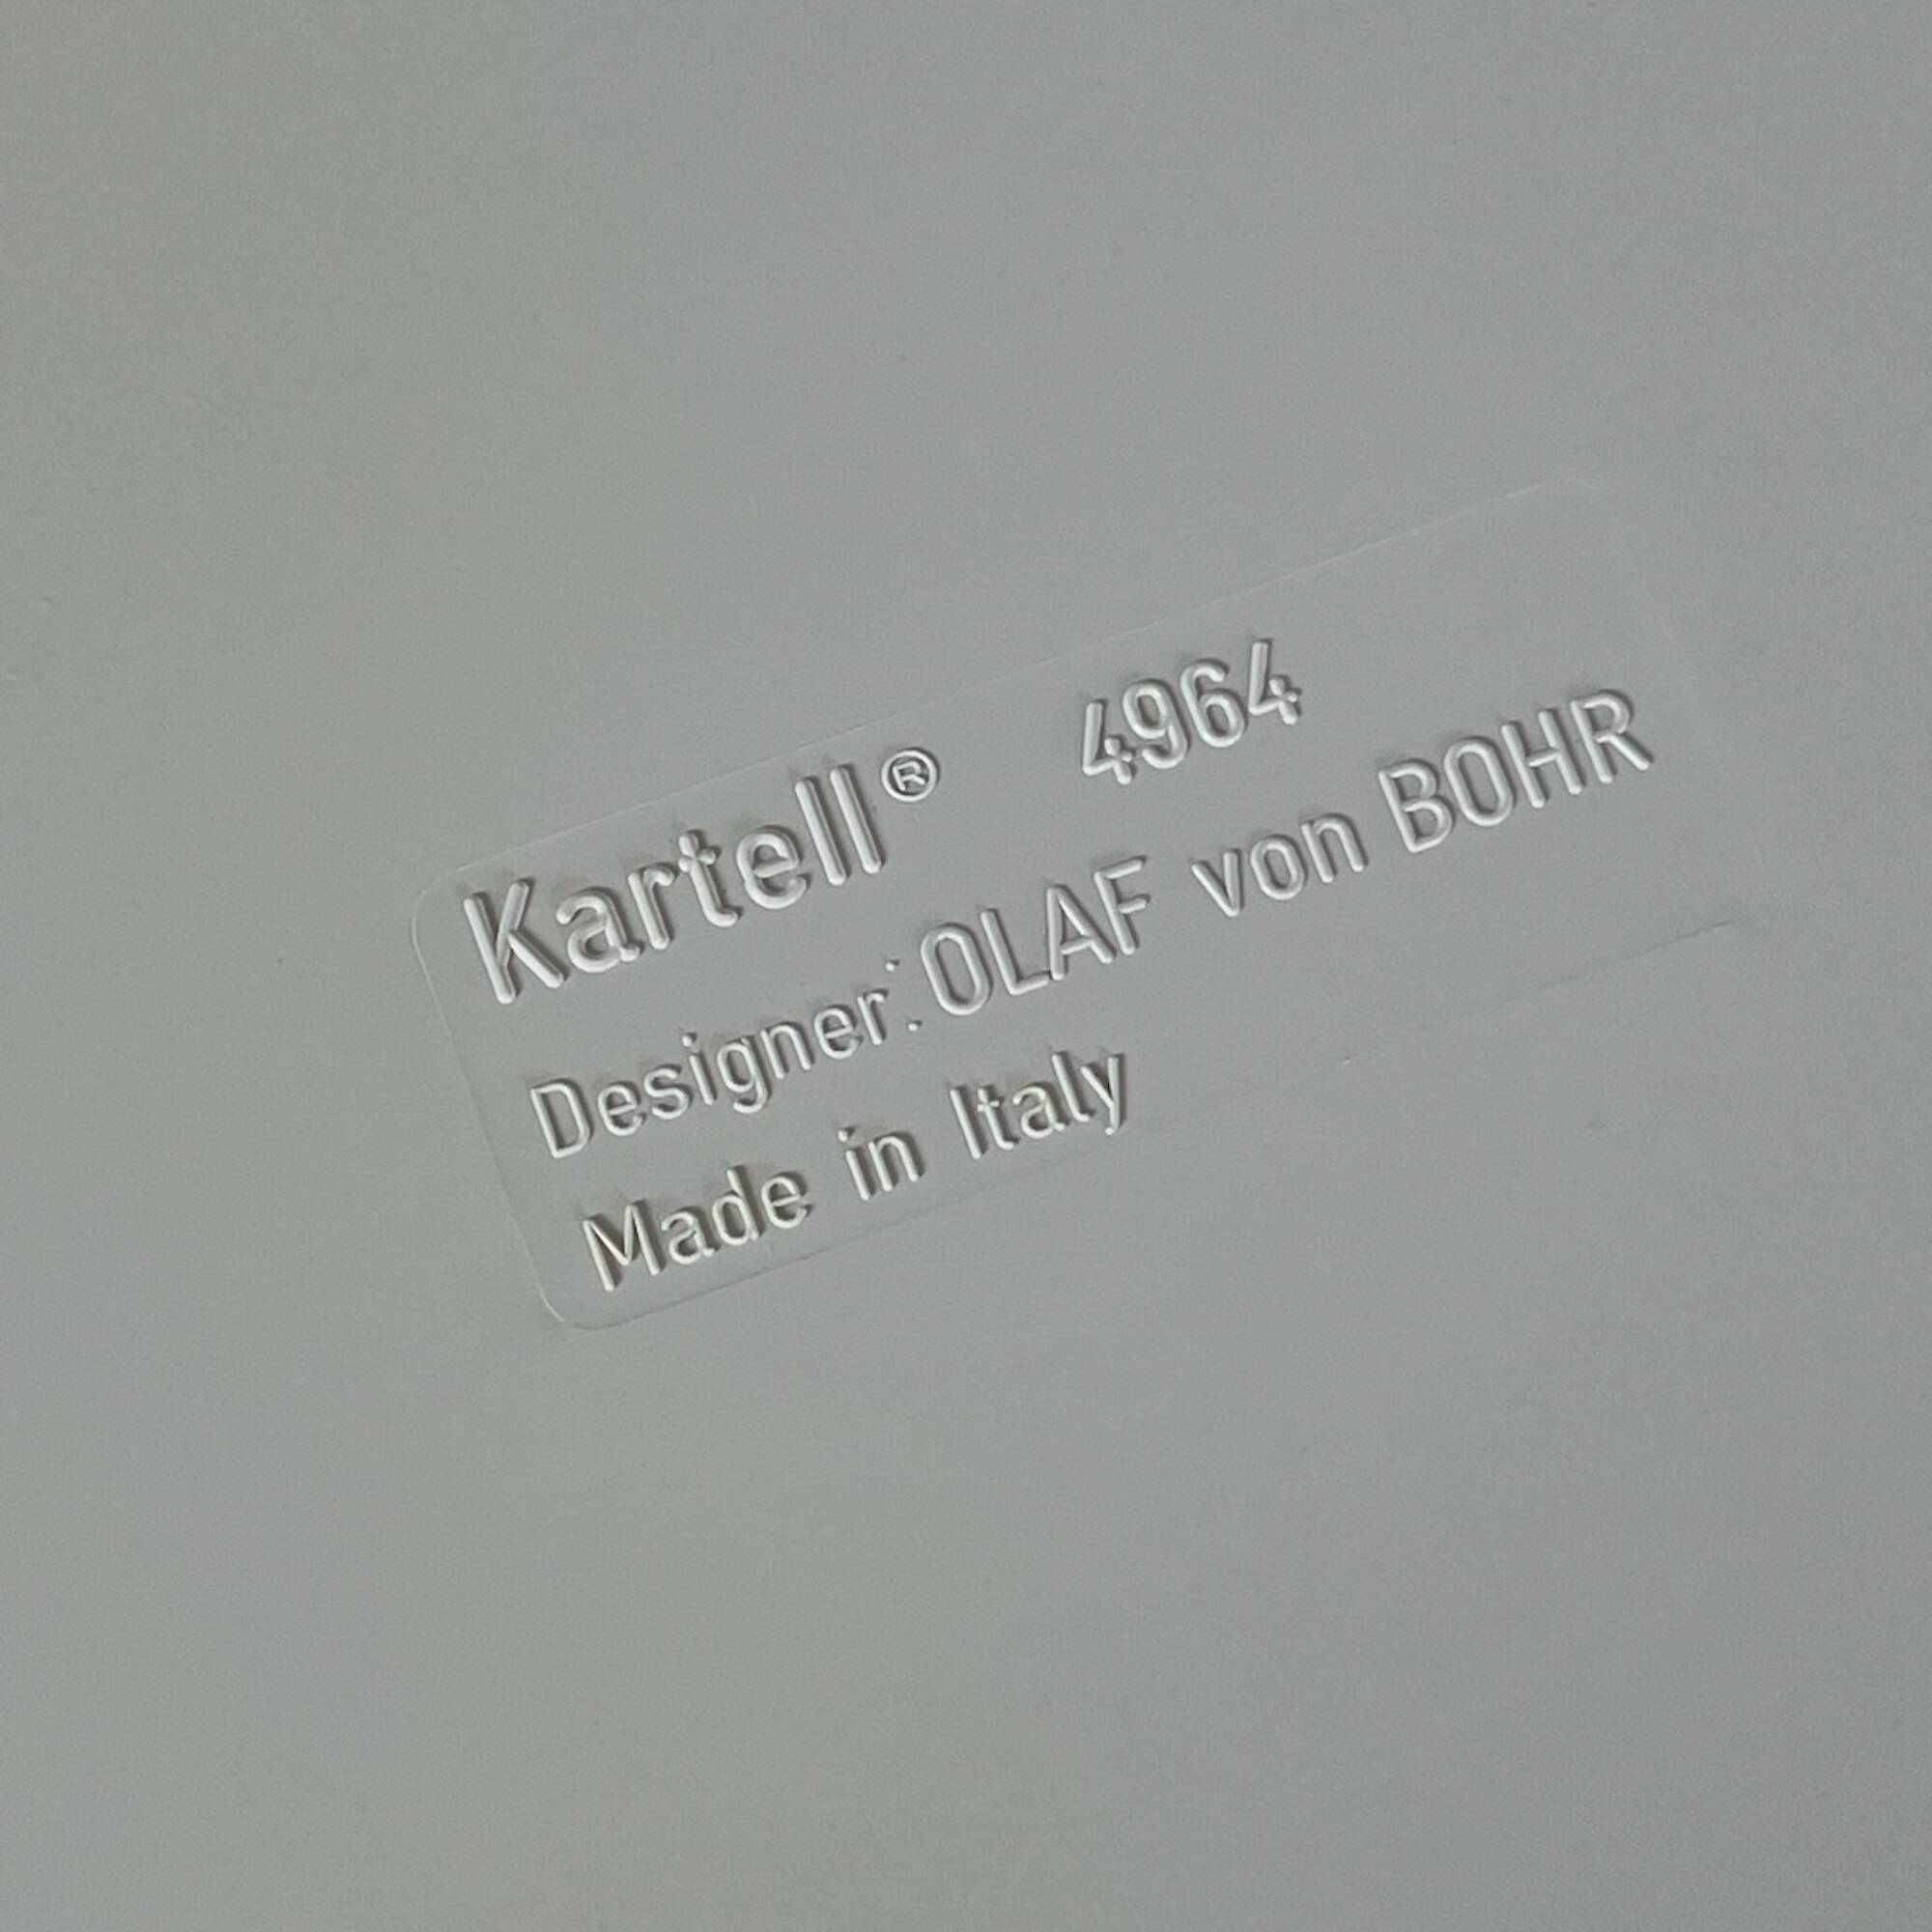 Kartell® 4964
Designer: OLAF von BOHR
Made in Italy